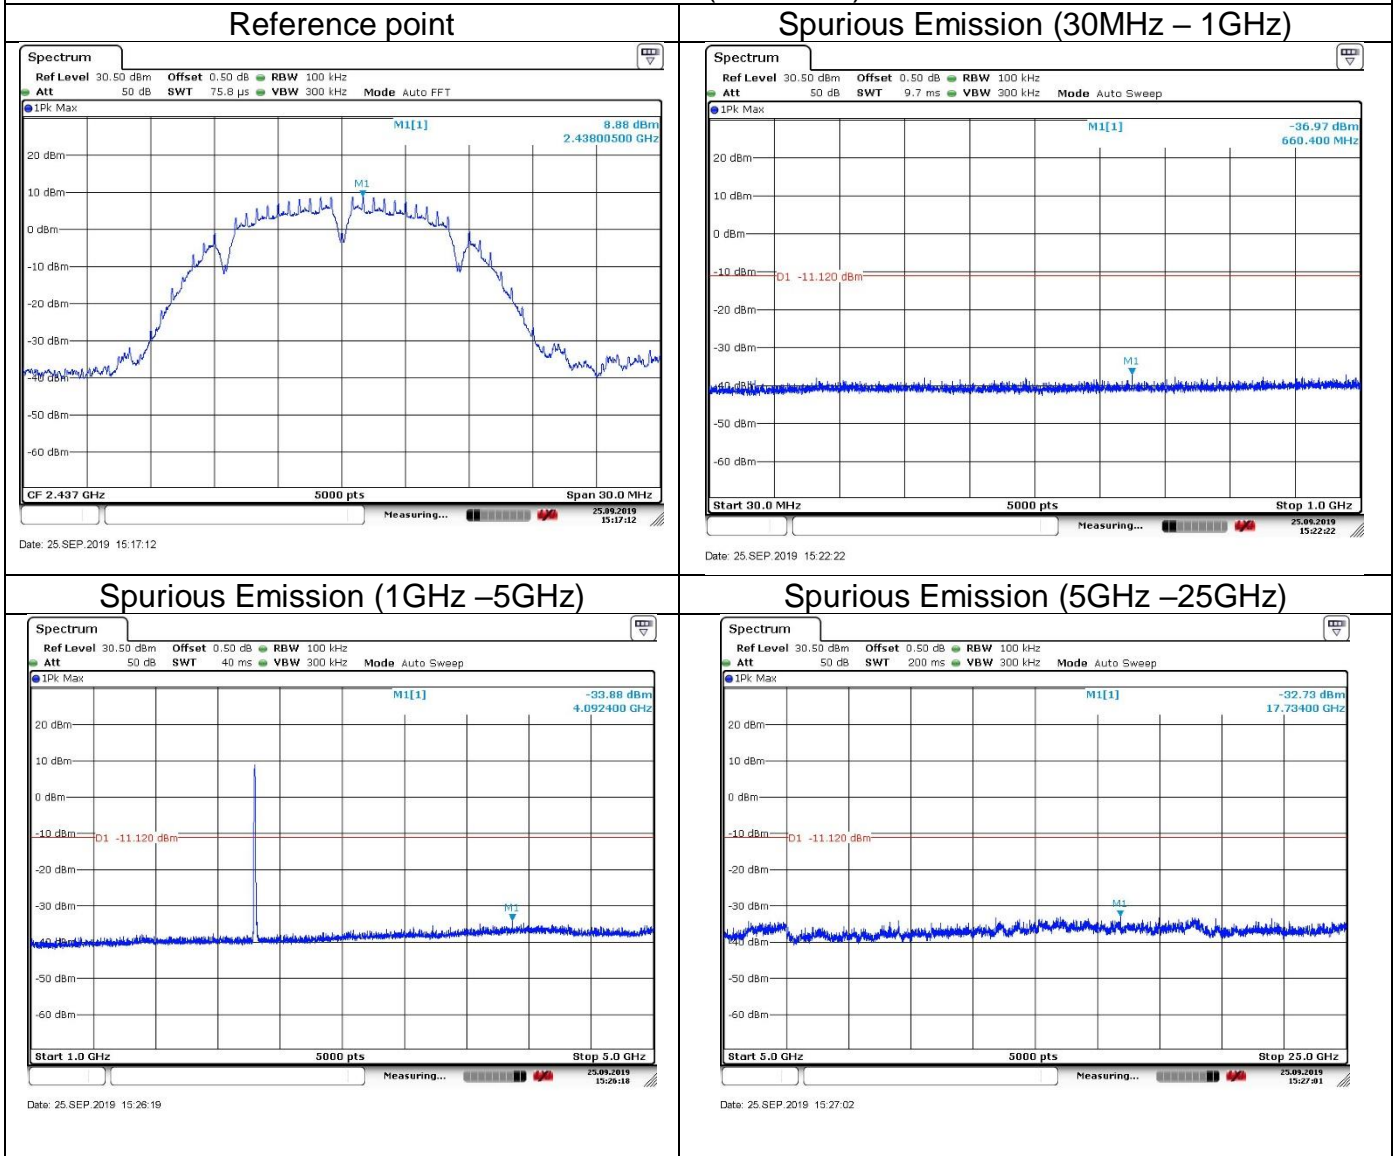 Reference point
Spectrum
Ref Level 30.50 dBm Offset 0.50 dB RBW 100 kHz
Att 50 dB SWT 75.8 µs VBW 300 kHz Mode Auto FFT
1Pk Max
M1[1] 8.88 dBm
2.43800500 GHz
20 dBm
M1
10 dBm
0 dBm
-10 dBm
-20 dBm
-30 dBm
-40 dBm
-50 dBm
-60 dBm
CF 2.437 GHz 5000 pts Span 30.0 MHz
Measuring... 25.09.2019
15:17:12
Date: 25.SEP.2019 15:17:12
Spurious Emission (30MHz – 1GHz)
Spectrum
Ref Level 30.50 dBm Offset 0.50 dB RBW 100 kHz
Att 50 dB SWT 9.7 ms VBW 300 kHz Mode Auto Sweep
1Pk Max
M1[1] -36.97 dBm
660.400 MHz
20 dBm
10 dBm
0 dBm
-10 dBm
D1 -11.120 dBm
-20 dBm
-30 dBm
M1
-40 dBm
-50 dBm
-60 dBm
Start 30.0 MHz 5000 pts Stop 1.0 GHz
Measuring... 25.09.2019
15:22:22
Date: 25.SEP.2019 15:22:22
Spurious Emission (1GHz –5GHz)
Spectrum
Ref Level 30.50 dBm Offset 0.50 dB RBW 100 kHz
Att 50 dB SWT 40 ms VBW 300 kHz Mode Auto Sweep
1Pk Max
M1[1] -33.88 dBm
4.092400 GHz
20 dBm
10 dBm
0 dBm
-10 dBm
D1 -11.120 dBm
-20 dBm
-30 dBm
M1
-40 dBm
-50 dBm
-60 dBm
Start 1.0 GHz 5000 pts Stop 5.0 GHz
Measuring... 25.09.2019
15:26:18
Date: 25.SEP.2019 15:26:19
Spurious Emission (5GHz –25GHz)
Spectrum
Ref Level 30.50 dBm Offset 0.50 dB RBW 100 kHz
Att 50 dB SWT 200 ms VBW 300 kHz Mode Auto Sweep
1Pk Max
M1[1] -32.73 dBm
17.73400 GHz
20 dBm
10 dBm
0 dBm
-10 dBm
D1 -11.120 dBm
-20 dBm
-30 dBm
M1
-40 dBm
-50 dBm
-60 dBm
Start 5.0 GHz 5000 pts Stop 25.0 GHz
Measuring... 25.09.2019
15:27:01
Date: 25.SEP.2019 15:27:02